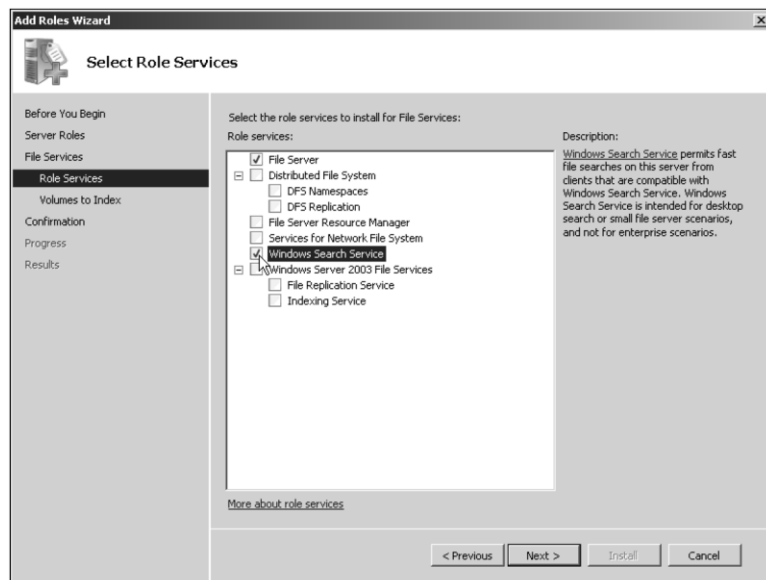 Add Roles Wizard
Select Role Services
Before You Begin
Server Roles
File Services
Role Services
Volumes to Index
Confirmation
Progress
Results
Select the role services to install for File Services:
Role services:
File Server
Distributed File System
DFS Namespaces
DFS Replication
File Server Resource Manager
Services for Network File System
Windows Search Service
Windows Server 2003 File Services
File Replication Service
Indexing Service
More about role services
Description:
Windows Search Service permits fast
file searches on this server from
clients that are compatible with
Windows Search Service. Windows
Search Service is intended for desktop
search or small file server scenarios,
and not for enterprise scenarios.
< Previous
Next >
Install
Cancel